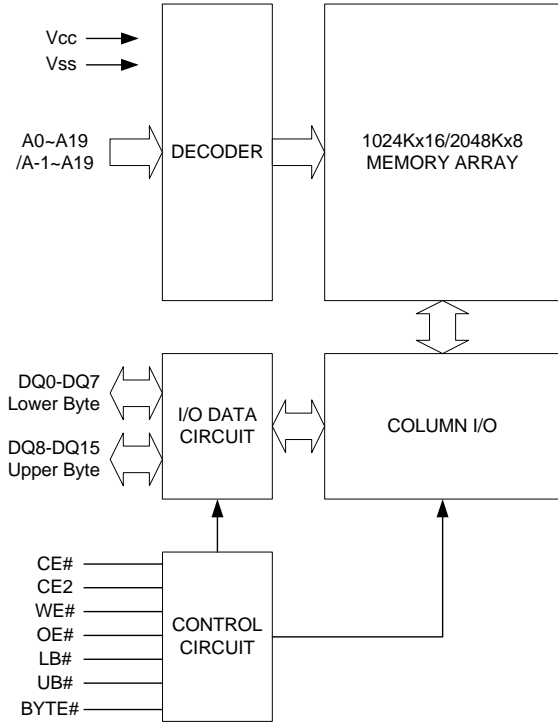 Vcc
Vss
A0~A19
/A-1~A19
DECODER
1024Kx16/2048Kx8
MEMORY ARRAY
DQ0-DQ7
Lower Byte
DQ8-DQ15
Upper Byte
I/O DATA
CIRCUIT
COLUMN I/O
CE#
CE2
WE#
OE#
LB#
UB#
BYTE#
CONTROL
CIRCUIT